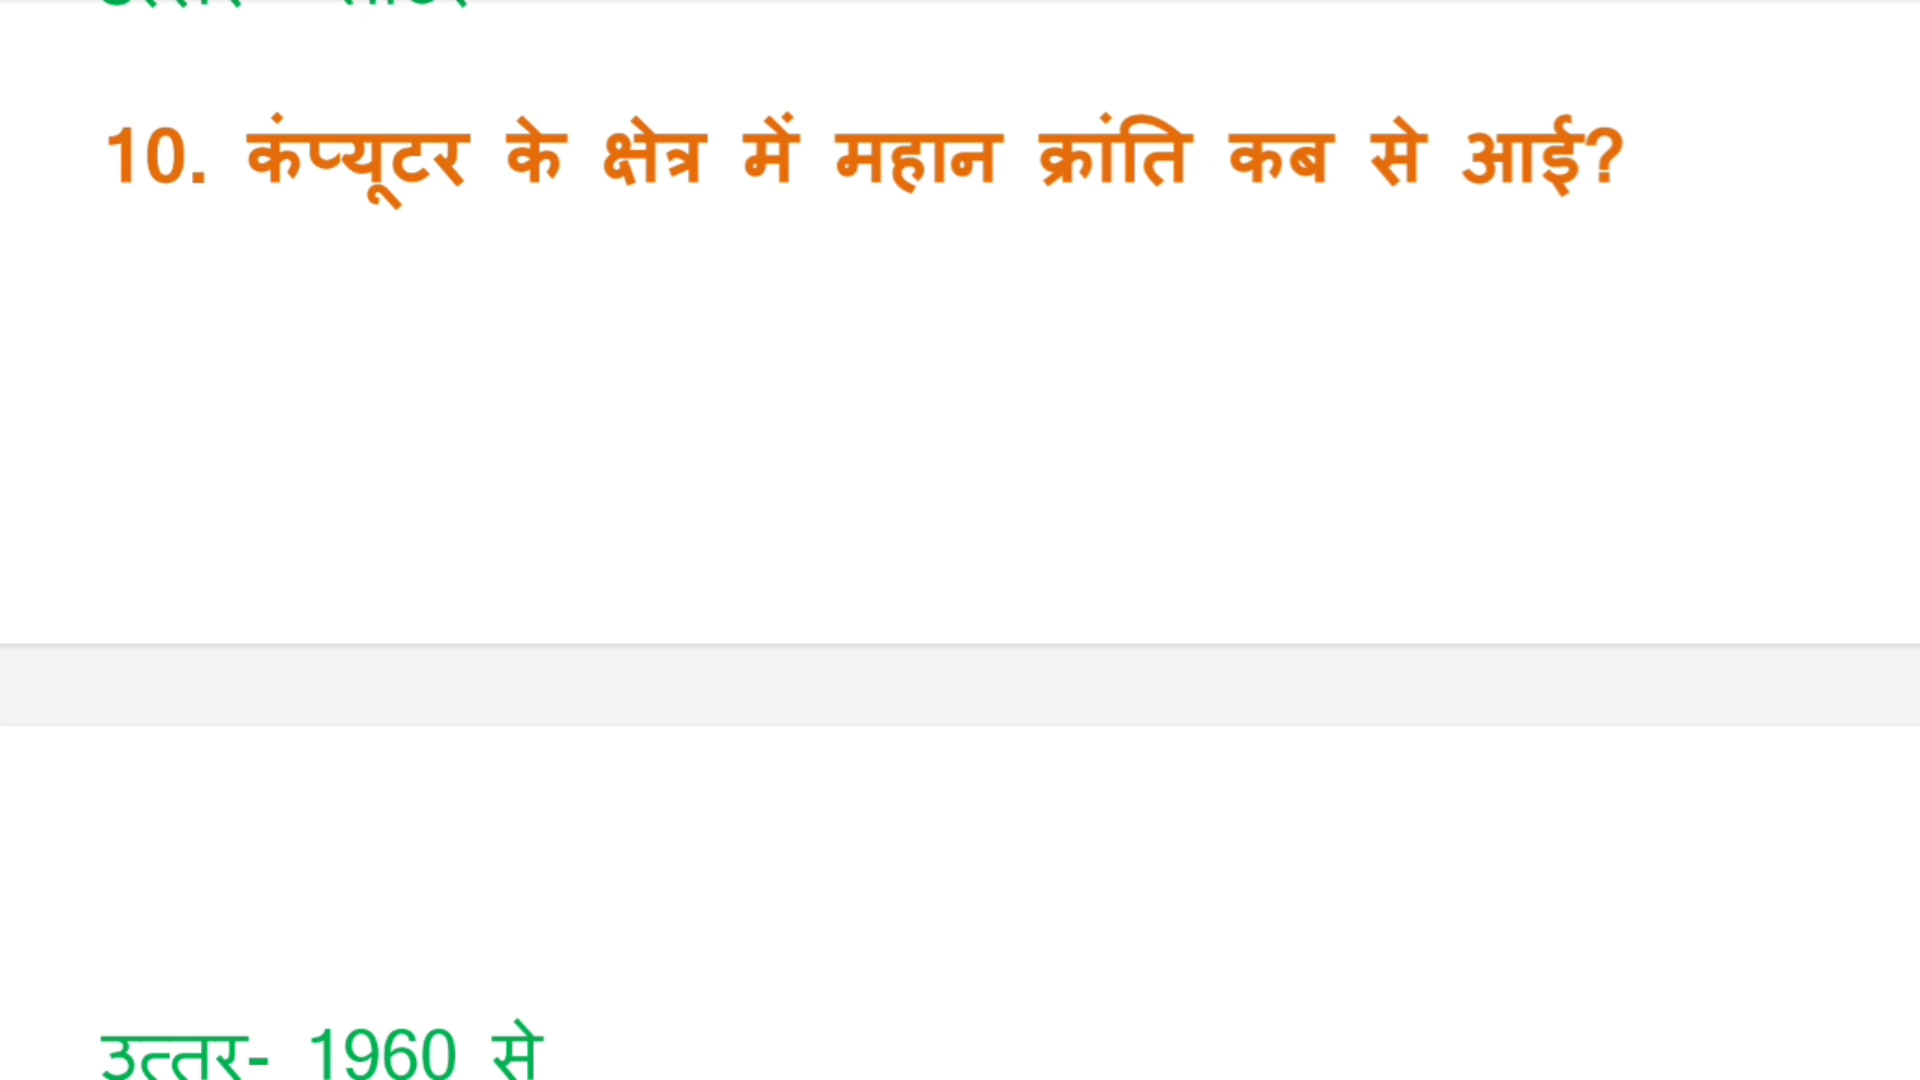 10. कंप्यूटर के क्षेत्र में महान क्रांति कब से आई?
उत्तर- 1960 से